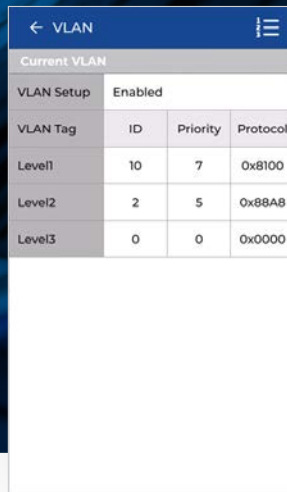 ← VLAN
Current VLAN
VLAN Setup Enabled
VLAN Tag ID Priority Protocol
Level1 10 7 0x8100
Level2 2 5 0x88A8
Level3 0 0 0x0000